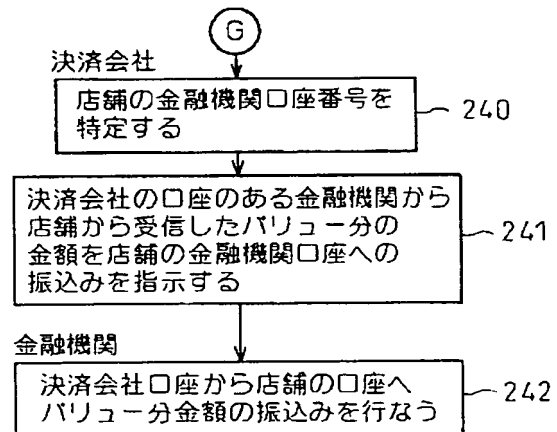 G
決済会社
店舗の金融機関口座番号を
特定する
240
決済会社の口座のある金融機関から
店舗から受信したバリュー分の
金額を店舗の金融機関口座への
振込みを指示する
241
金融機関
決済会社口座から店舗の口座へ
バリュー分金額の振込みを行なう
242